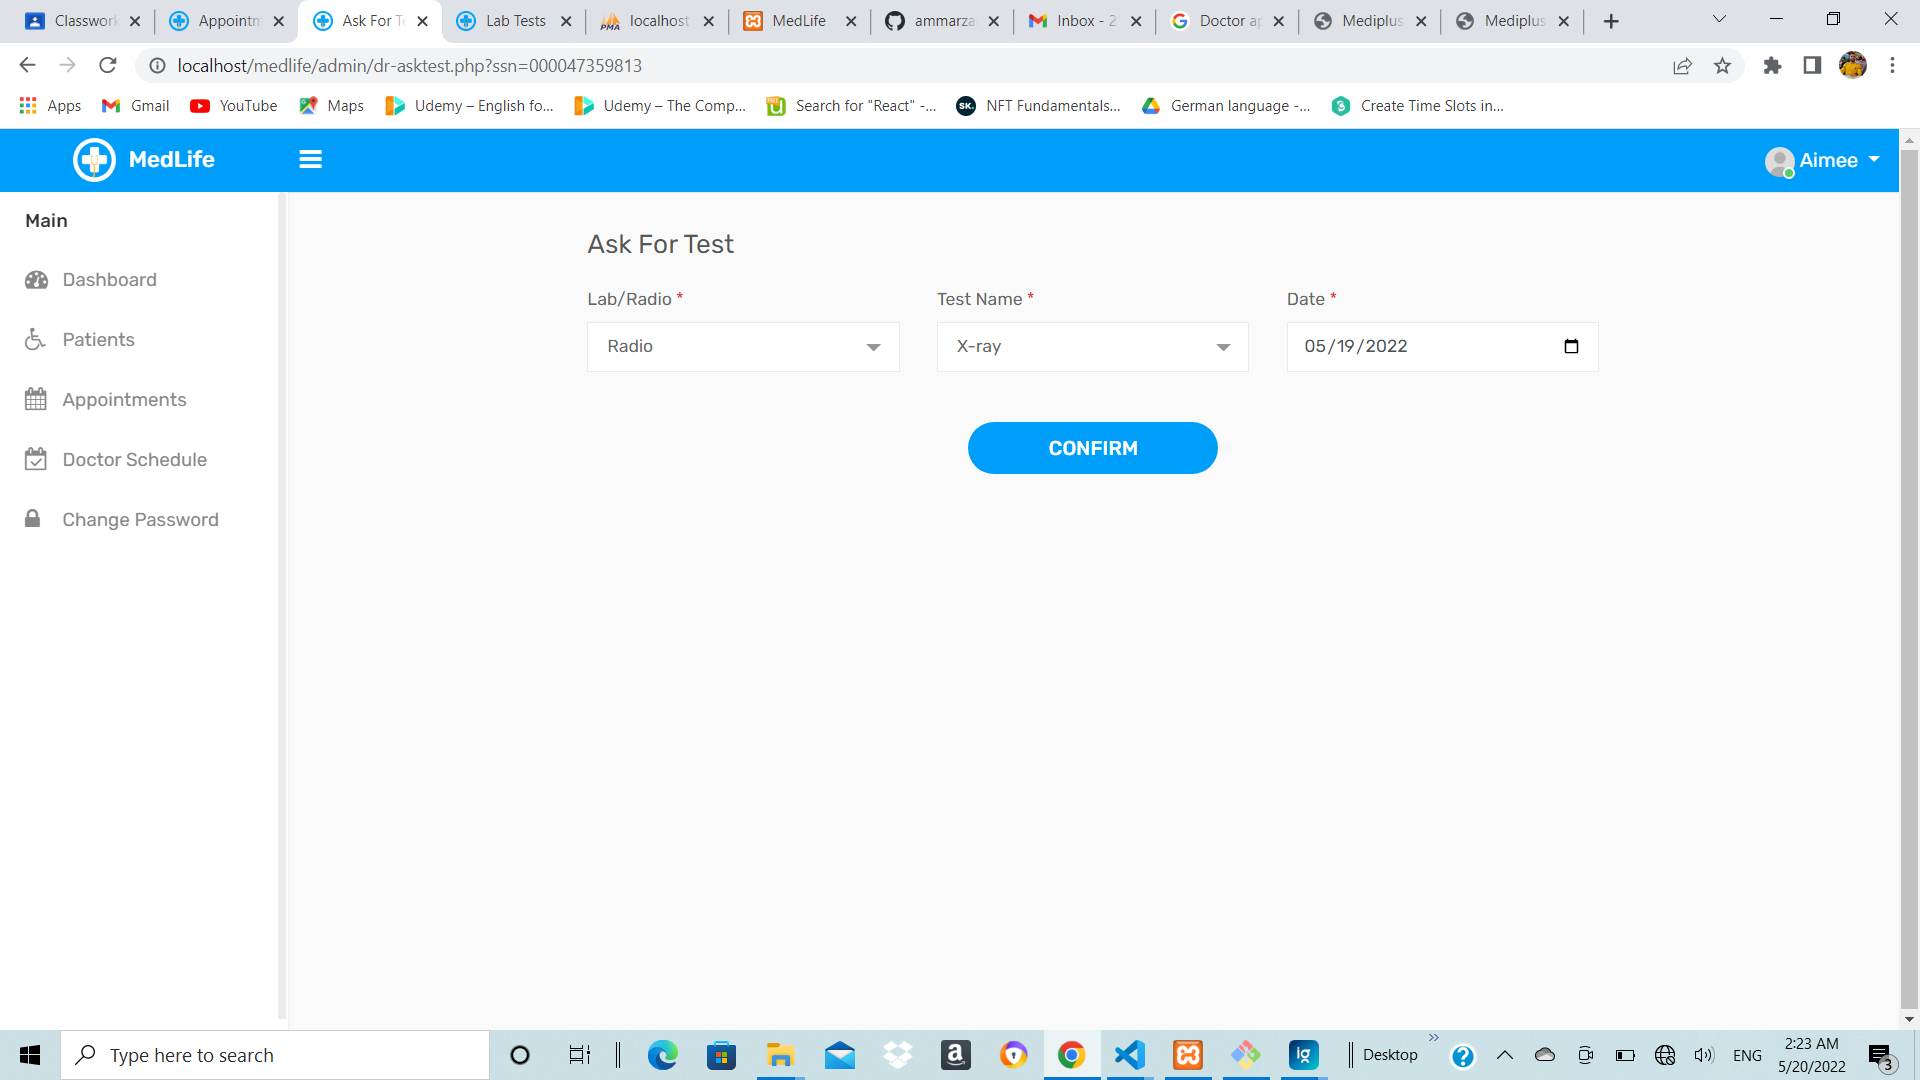 Classwork
Appointm
Ask For Te
Lab Tests
localhost
MedLife
ammarza
Inbox - 2
Doctor ap
Mediplus
Mediplus
localhost/medlife/admin/dr-asktest.php?ssn=000047359813
Apps
Gmail
YouTube
Maps
Udemy – English fo...
Udemy – The Comp...
Search for "React" -...
NFT Fundamentals...
German language -...
Create Time Slots in...
MedLife
Aimee
Main
Dashboard
Patients
Appointments
Doctor Schedule
Change Password
Ask For Test
Lab/Radio *
Test Name *
Date *
Radio
X-ray
05/19/2022
CONFIRM
Type here to search
Desktop
ENG
2:23 AM
5/20/2022
3